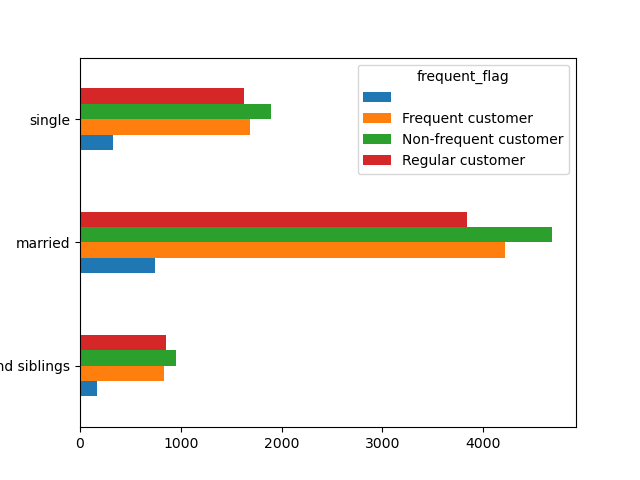 frequent_flag
Frequent customer
Non-frequent customer
Regular customer
single
married
nd siblings
0 1000 2000 3000 4000